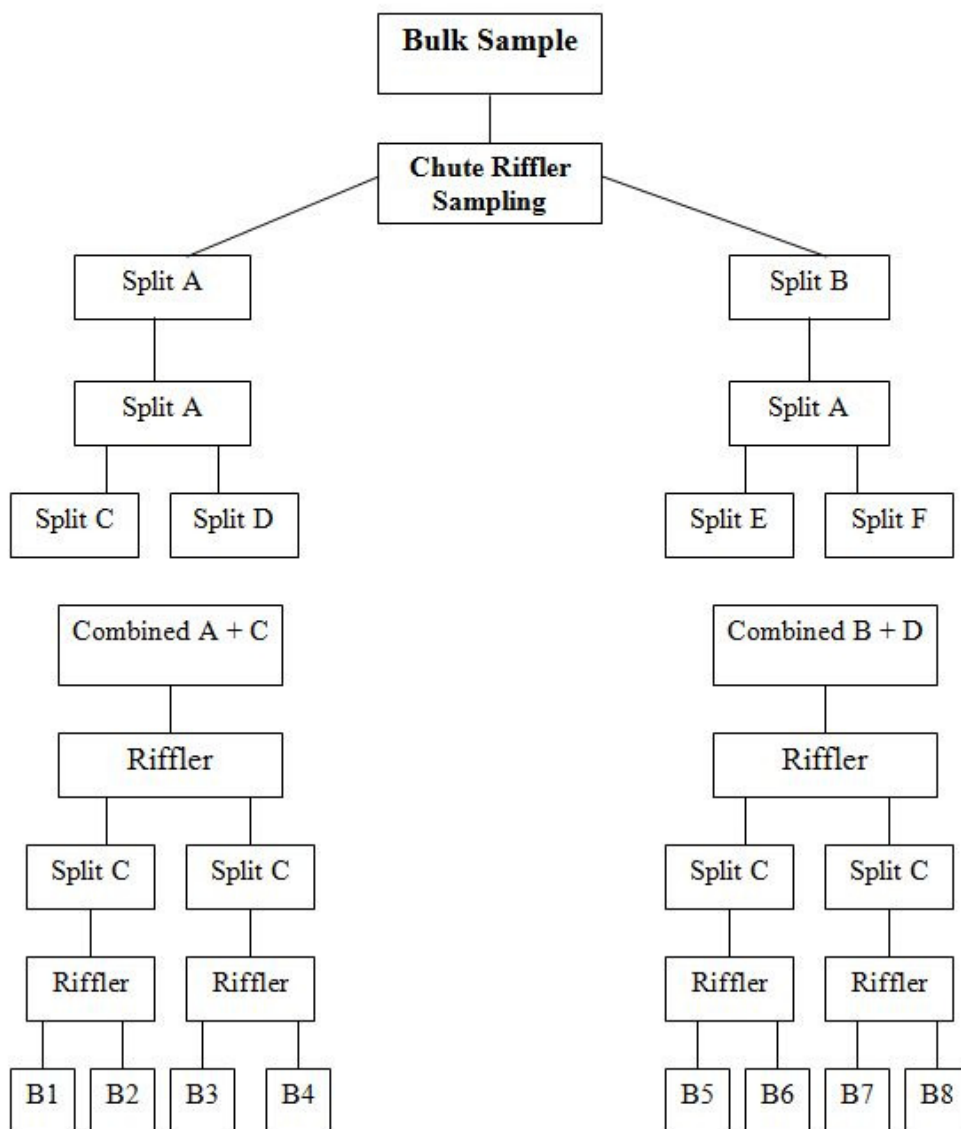 Bulk Sample
Chute Riffler
Sampling
Split A
Split B
Split A
Split A
Split C
Split D
Split E
Split F
Combined A + C
Combined B + D
Riffler
Riffler
Split C
Split C
Split C
Split C
Riffler
Riffler
Riffler
Riffler
B1
B2
B3
B4
B5
B6
B7
B8